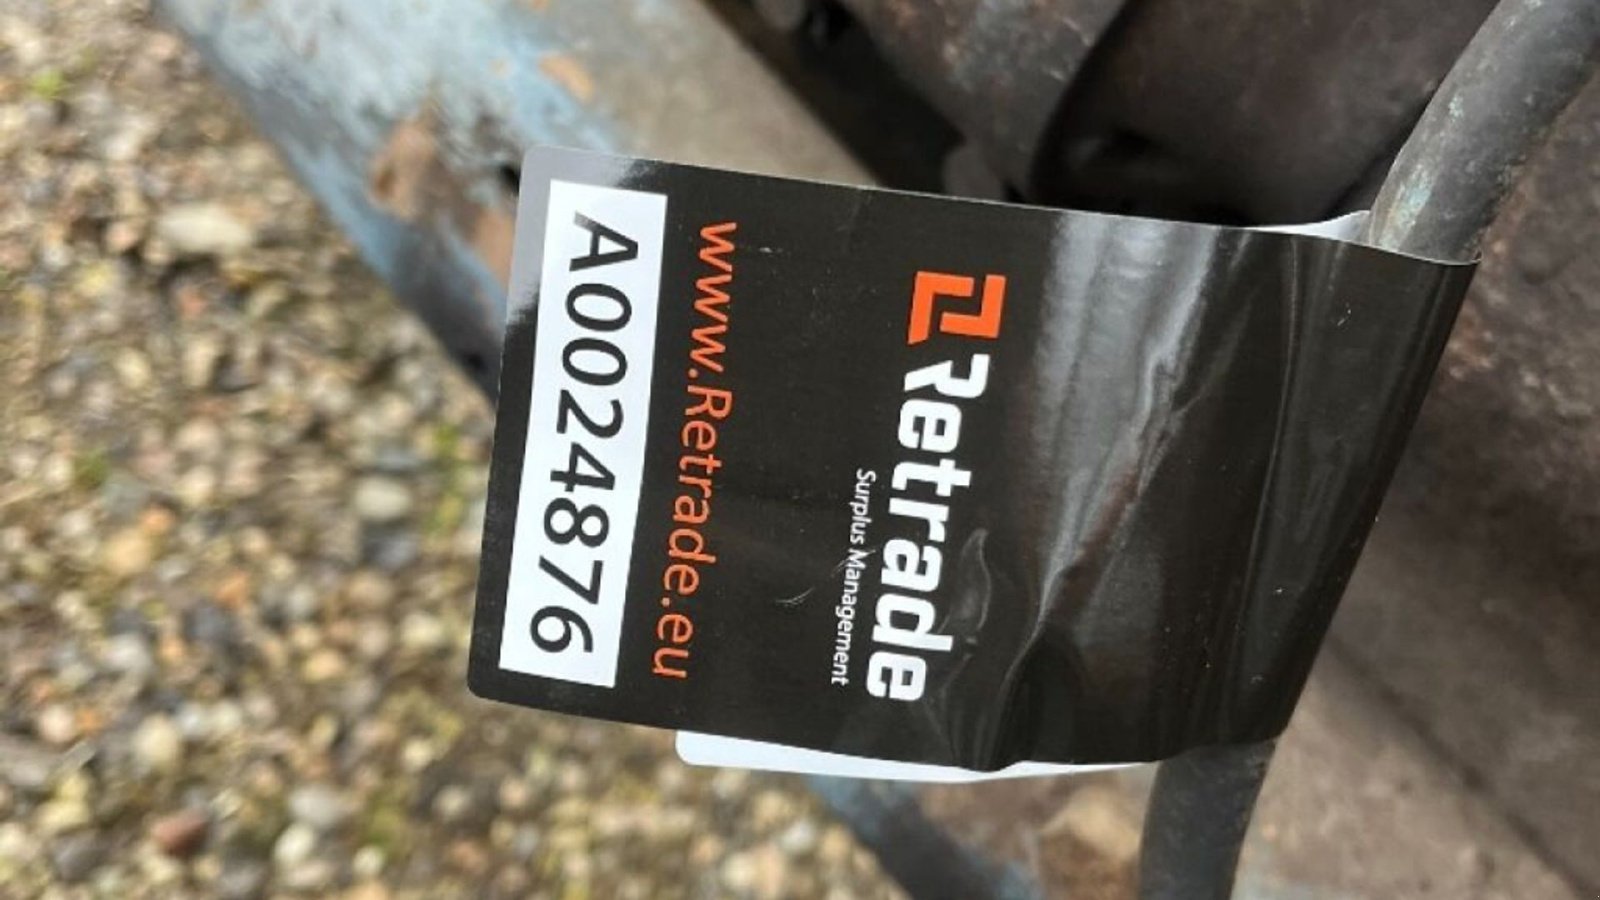 Retrade
Surplus Management
www.Retrade.eu
A0024876